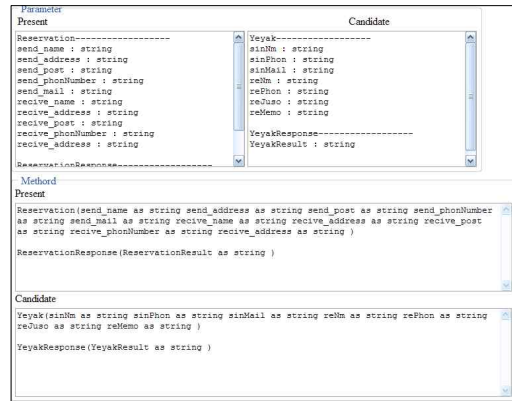 Parameter
Present
Candidate
Reservation------------------
send_name : string
send_address : string
send_post : string
send_phonNumber : string
send_mail : string
recive_name : string
recive_address : string
recive_post : string
recive_phonNumber : string
recive_address : string
ReservationResponse------------------
Yeyak------------------
sinNm : string
sinPhon : string
sinMail : string
reNm : string
rePhon : string
reJuso : string
reMemo : string
YeyakResponse------------------
YeyakResult : string
Methord
Present
Reservation(send_name as string send_address as string send_post as string send_phonNumber
as string send_mail as string recive_name as string recive_address as string recive_post
as string recive_phonNumber as string recive_address as string )
ReservationResponse(ReservationResult as string )
Candidate
Yeyak(sinNm as string sinPhon as string sinMail as string reNm as string rePhon as string
reJuso as string reMemo as string )
YeyakResponse(YeyakResult as string )